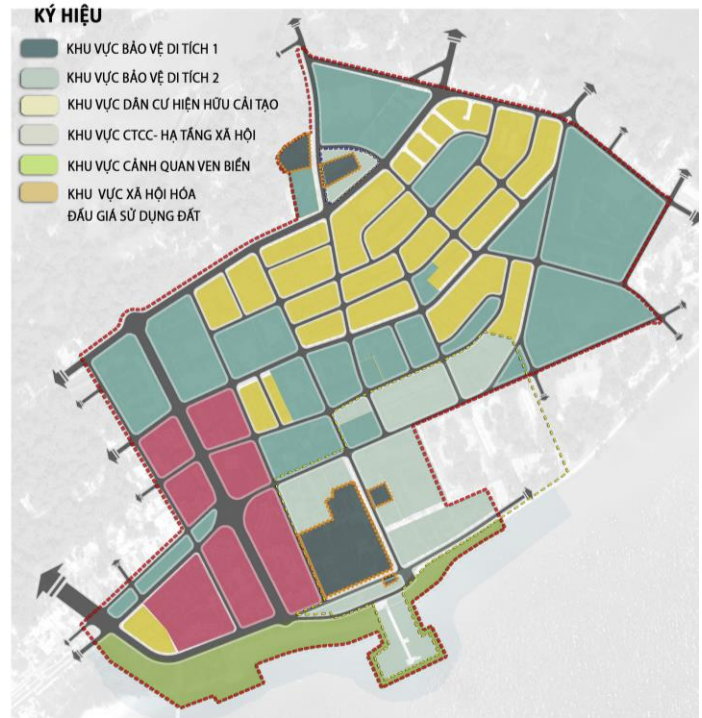 KÝ HIỆU
KHU VỰC BẢO VỆ DI TÍCH 1
KHU VỰC BẢO VỆ DI TÍCH 2
KHU VỰC DÂN CƯ HIỆN HỮU CẢI TẠO
KHU VỰC CTCC- HẠ TẦNG XÃ HỘI
KHU VỰC CẢNH QUAN VEN BIỂN
KHU VỰC XÃ HỘI HÓA
ĐẤU GIÁ SỬ DỤNG ĐẤT